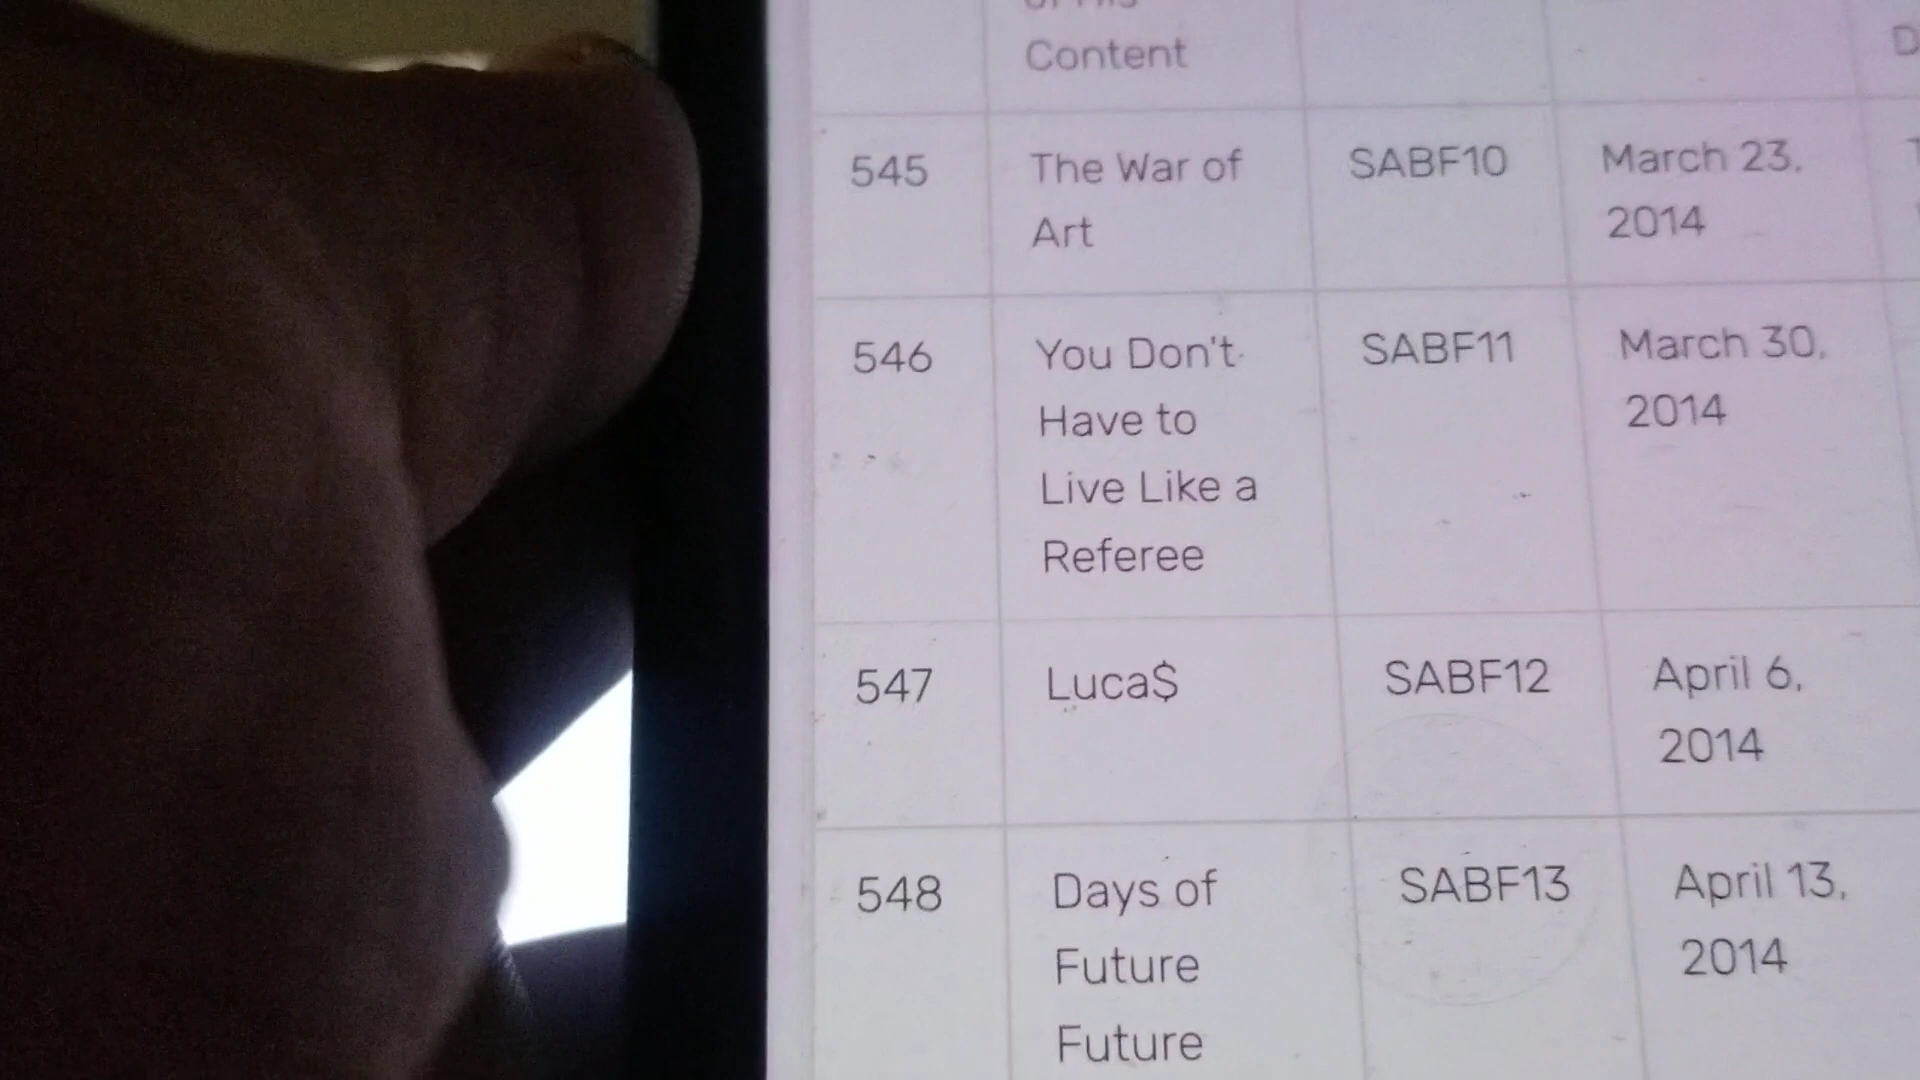 Content
545 The War of SABF10 March 23,
Art 2014
546 You Don't SABF11 March 30,
Have to 2014
Live Like a
Referee
547 Luca$ SABF12 April 6,
2014
548 Days of SABF13 April 13,
Future 2014
Future